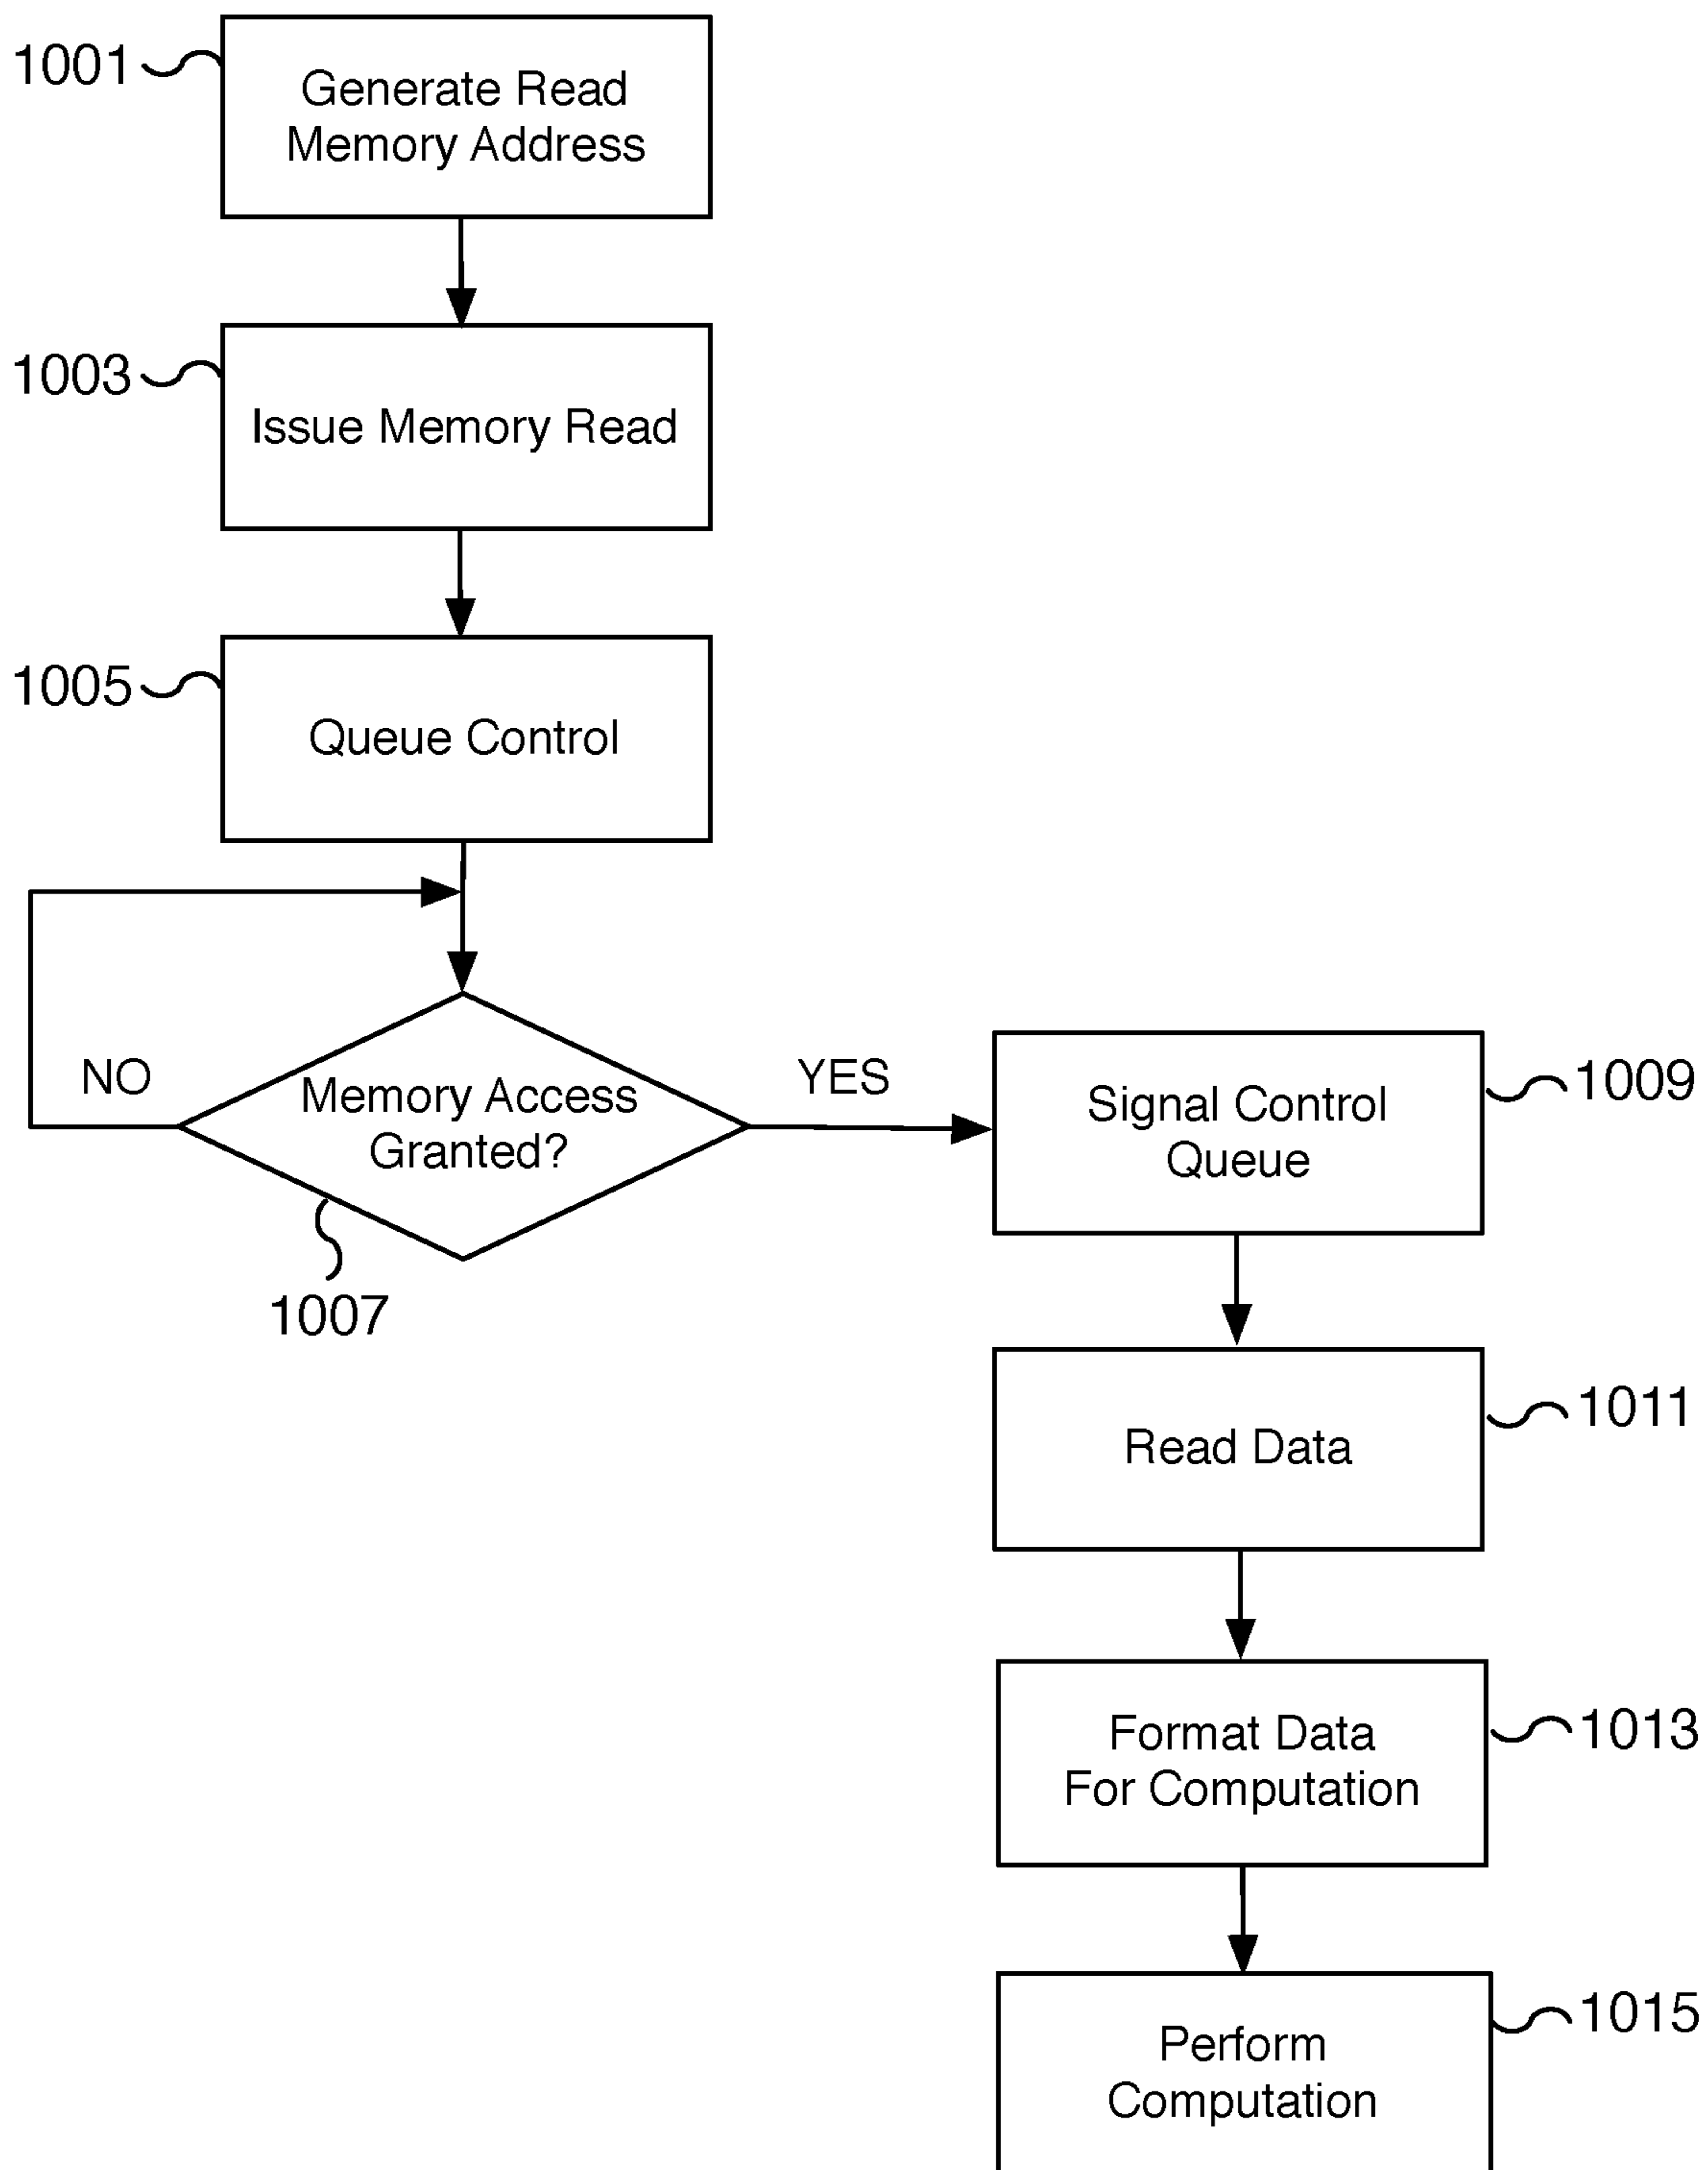 1001
Generate Read
Memory Address
1003
Issue Memory Read
1005
Queue Control
NO
Memory Access
Granted?
YES
1007
Signal Control
Queue
1009
Read Data
1011
Format Data
For Computation
1013
Perform
Computation
1015